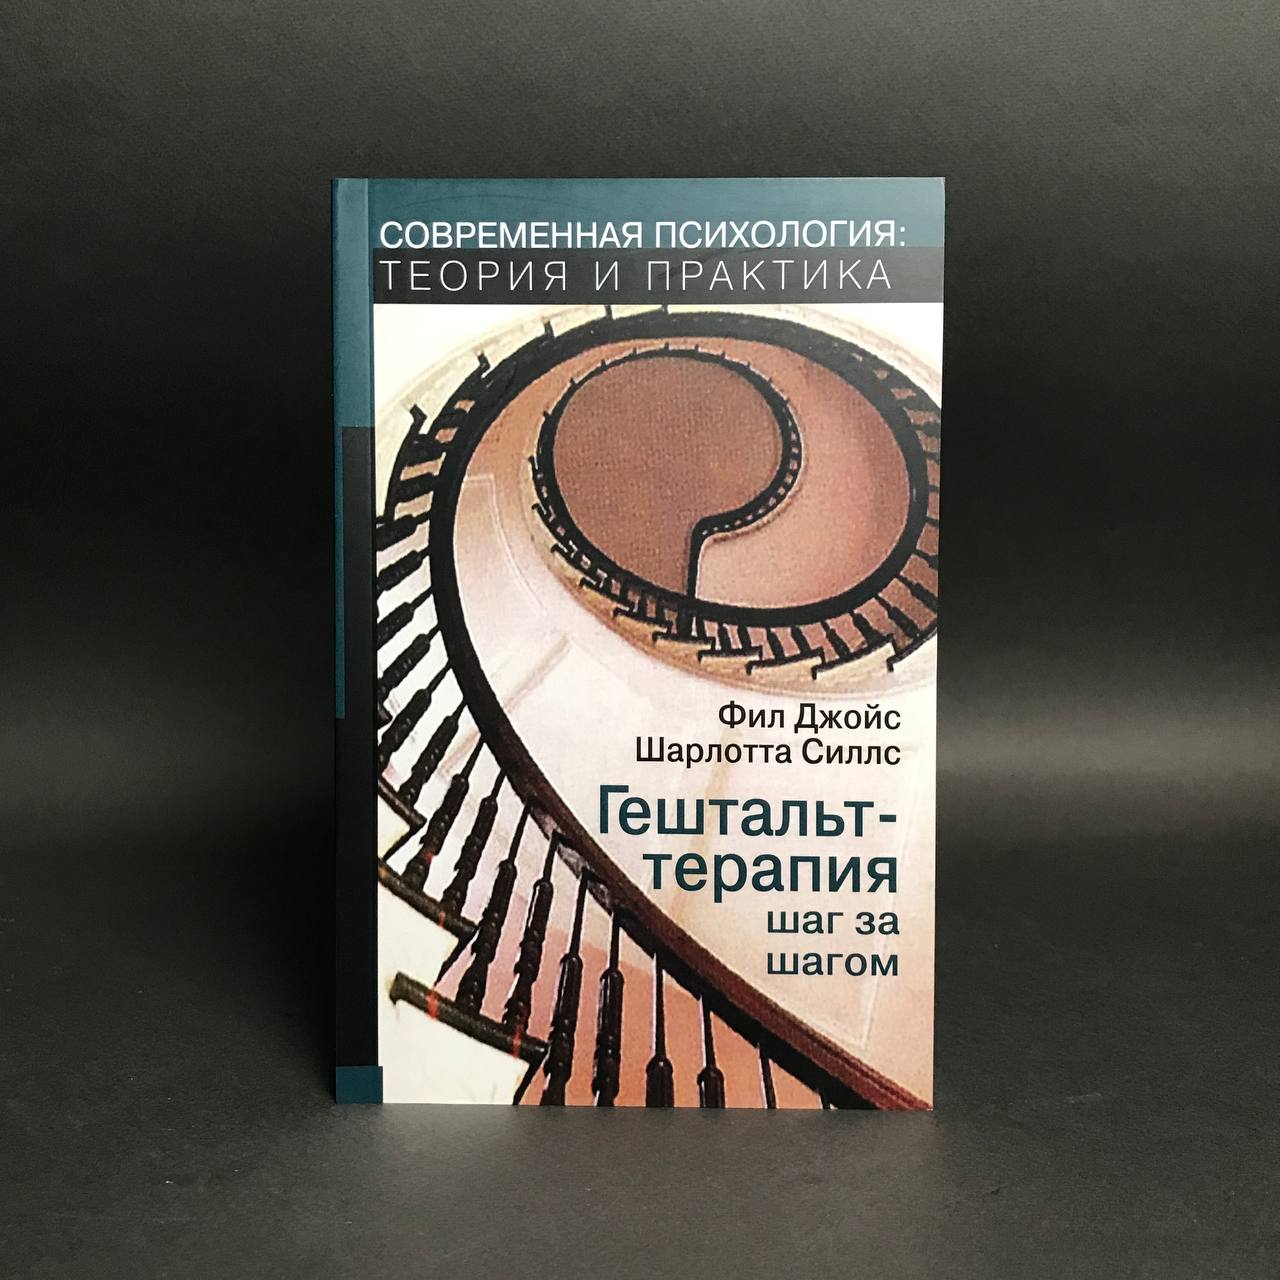 СОВРЕМЕННАЯ ПСИХОЛОГИЯ:
ТЕОРИЯ И ПРАКТИКА
Фил Джойс
Шарлотта Силлс
Гештальт-
терапия
шаг за
шагом